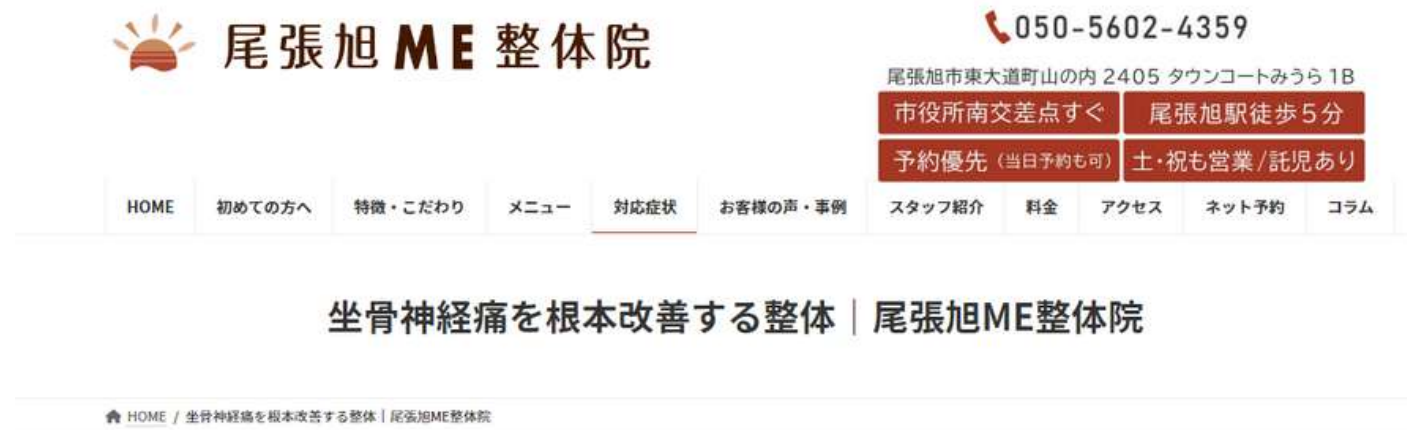 尾張旭ME整体院
050-5602-4359
尾張旭市東大道町山の内 2405 タウンコートみうら 1B
市役所南交差点すぐ
尾張旭駅徒歩5分
予約優先（当日予約も可）
土・祝も営業/託児あり
HOME 初めての方へ 特徴・こだわり メニュー 対応症状 お客様の声・事例 スタッフ紹介 料金 アクセス ネット予約 コラム
坐骨神経痛を根本改善する整体｜尾張旭ME整体院
HOME / 坐骨神経痛を根本改善する整体｜尾張旭ME整体院